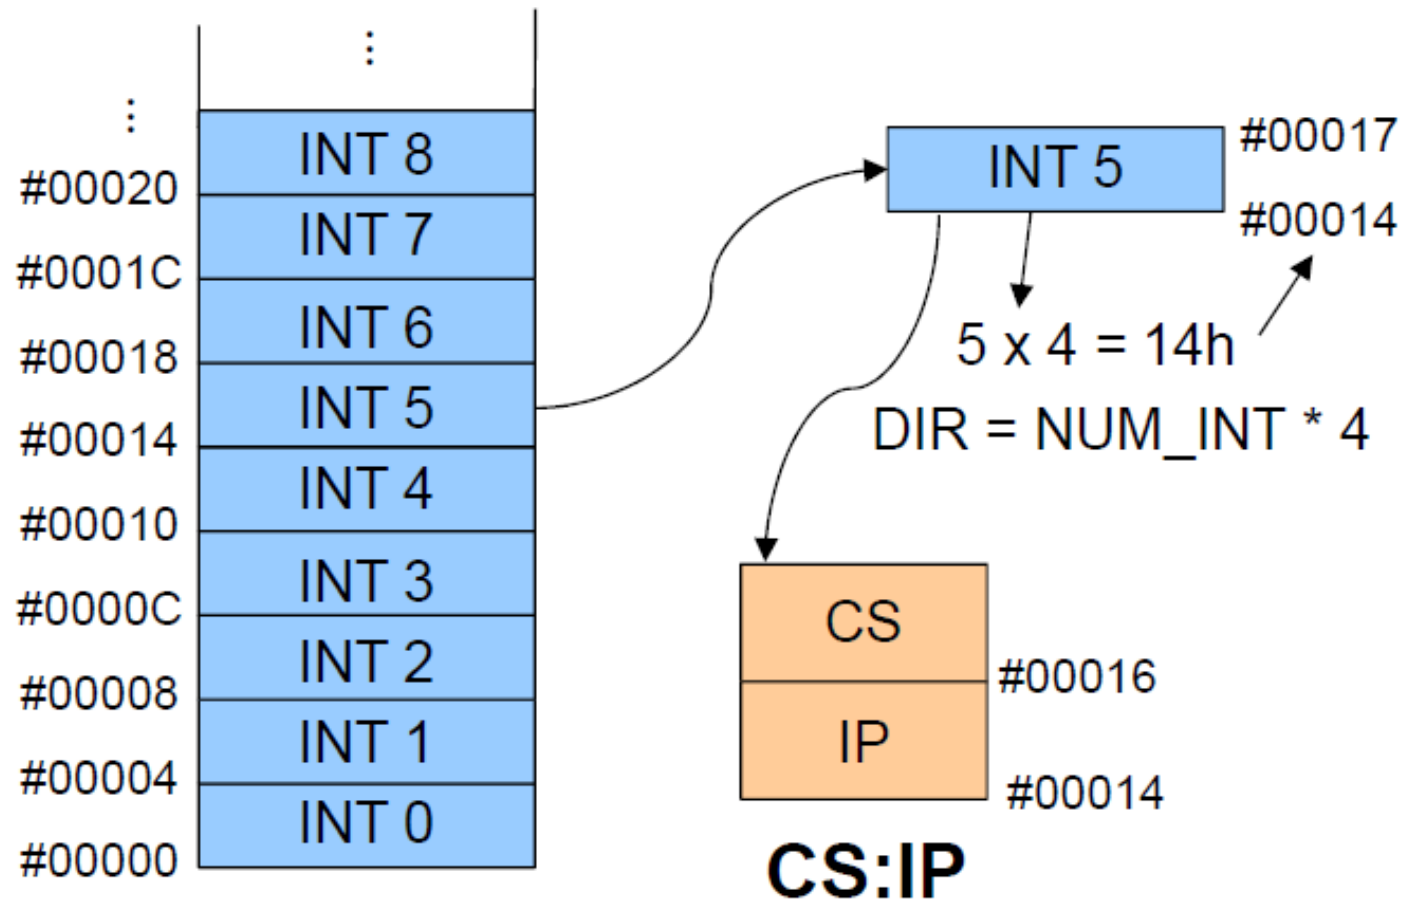 ⋮
⋮
INT 8
#00020
INT 7
#0001C
INT 6
#00018
INT 5
#00014
INT 4
#00010
INT 3
#0000C
INT 2
#00008
INT 1
#00004
INT 0
#00000
INT 5
#00017
#00014
5 x 4 = 14h
DIR = NUM_INT * 4
CS
#00016
IP
#00014
CS:IP